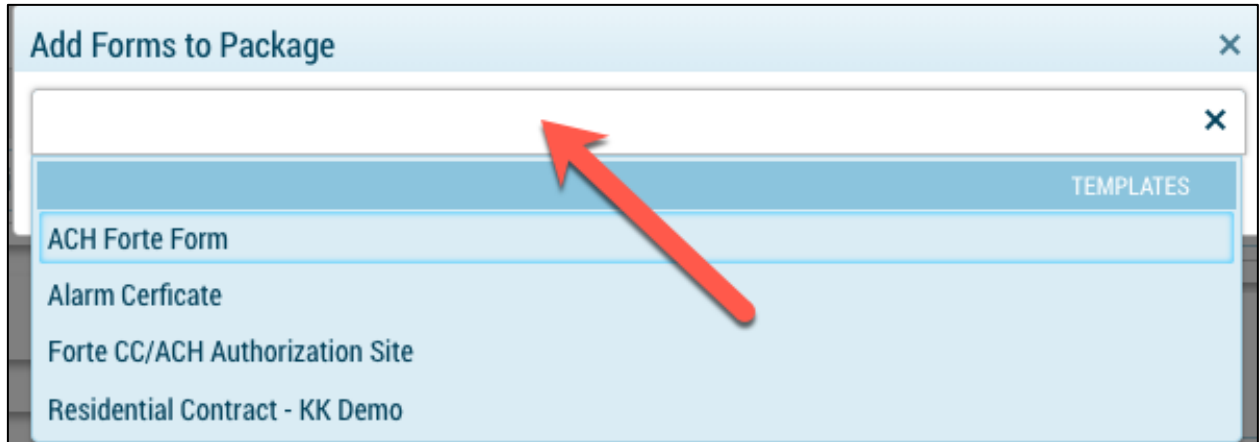 Add Forms to Package
TEMPLATES
ACH Forte Form
Alarm Cerficate
Forte CC/ACH Authorization Site
Residential Contract - KK Demo